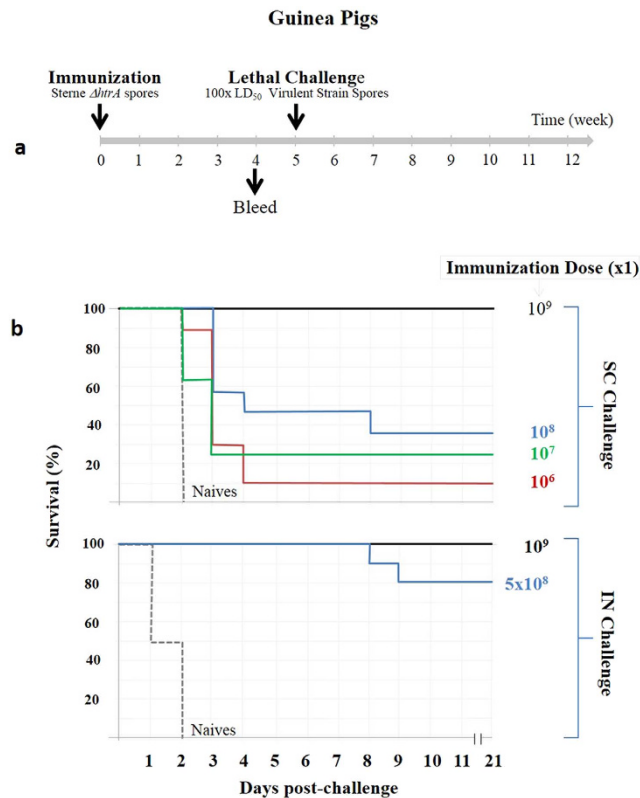 Guinea Pigs
Immunization
Sterne ΔhtrA spores
Lethal Challenge
100x LD50 Virulent Strain Spores
Time (week)
a
0 1 2 3 4 5 6 7 8 9 10 11 12
Bleed
Immunization Dose (x1)
b
100
80
60
40
20
Naives
10⁹
10⁸
10⁷
10⁶
SC Challenge
Survival (%)
100
80
60
40
20
Naives
10⁹
5x10⁸
IN Challenge
1 2 3 4 5 6 7 8 9 10 11 21
Days post-challenge